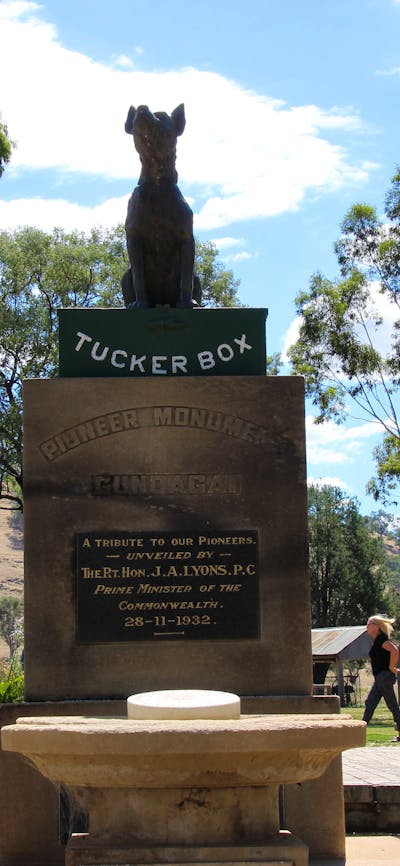 TUCKER BOX
PIONEER MONUMENT
GUNDAGAI
A TRIBUTE TO OUR PIONEERS.
— UNVEILED BY —
THE RT. HON. J.A. LYONS, P.C
PRIME MINISTER OF THE
COMMONWEALTH.
28-11-1932.